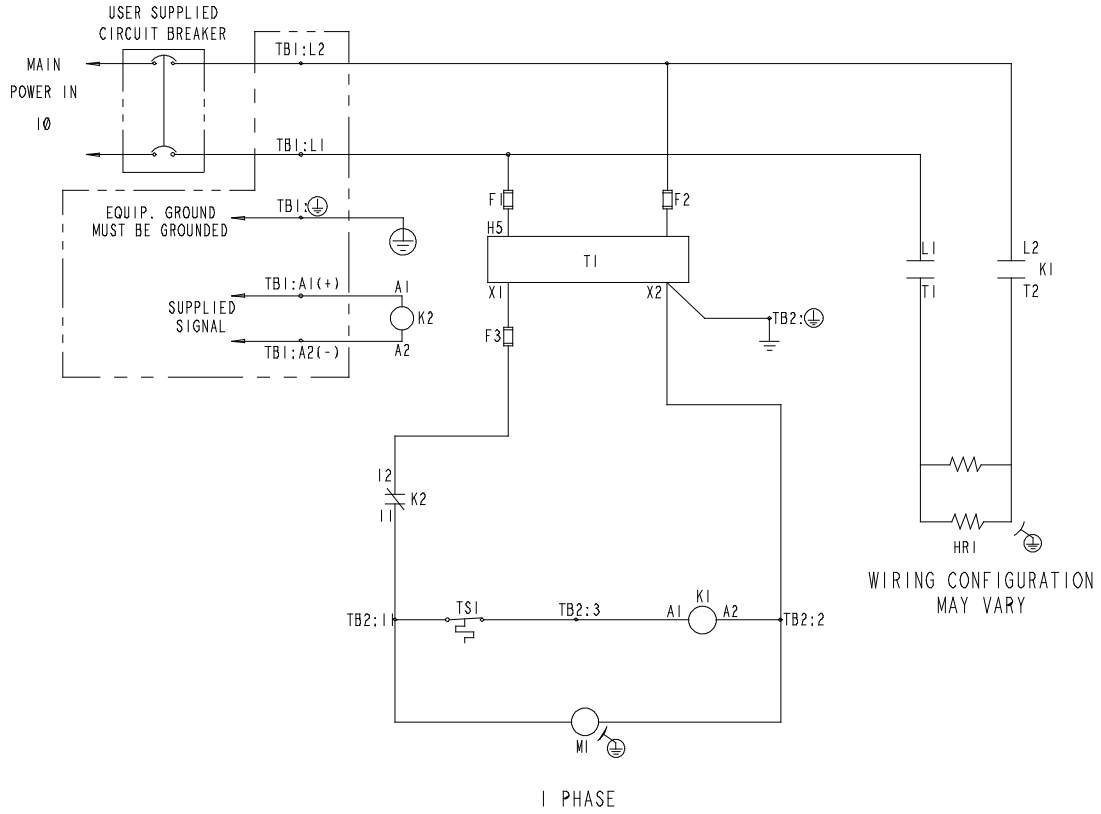 USER SUPPLIED
CIRCUIT BREAKER
MAIN
POWER IN
1Ø
TB1:L2
TB1:L1
EQUIP. GROUND
MUST BE GROUNDED
TB1:
F1
F2
H5
T1
X1
X2
TB1:A1(+)
A1
SUPPLIED
SIGNAL
K2
TB1:A2(-)
A2
F3
TB2:
L1
L2
K1
T1
T2
12
K2
11
HR1
WIRING CONFIGURATION
MAY VARY
TB2:11
TS1
TB2:3
A1
K1
A2
TB2:2
M1
1 PHASE